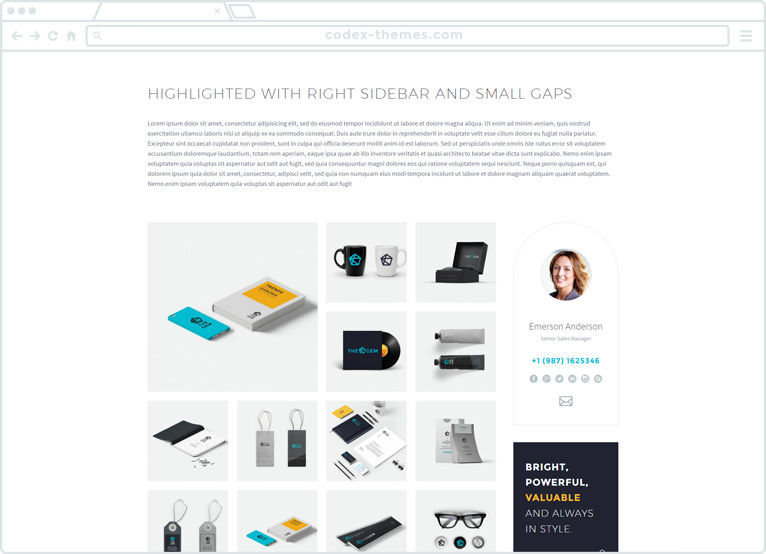 codex-themes.com
HIGHLIGHTED WITH RIGHT SIDEBAR AND SMALL GAPS
Lorem ipsum dolor sit amet, consectetur adipisicing elit, sed do eiusmod tempor incididunt ut labore et dolore magna aliqua. Ut enim ad minim veniam, quis nostrud
exercitation ullamco laboris nisi ut aliquip ex ea commodo consequat. Duis aute irure dolor in reprehenderit in voluptate velit esse cillum dolore eu fugiat nulla pariatur.
Excepteur sint occaecat cupidatat non proident, sunt in culpa qui officia deserunt mollit anim id est laborum. Sed ut perspiciatis unde omnis iste natus error sit voluptatem
accusantium doloremque laudantium, totam rem aperiam, eaque ipsa quae ab illo inventore veritatis et quasi architecto beatae vitae dicta sunt explicabo. Nemo enim ipsam
voluptatem quia voluptas sit aspernatur aut odit aut fugit, sed quia consequuntur magni dolores eos qui ratione voluptatem sequi nesciunt. Neque porro quisquam est, qui
dolorem ipsum quia dolor sit amet, consectetur, adipisci velit, sed quia non numquam eius modi tempora incidunt ut labore et dolore magnam aliquam quaerat voluptatem.
Nemo enim ipsam voluptatem quia voluptas sit aspernatur aut odit aut fugit
TRENDS
THE GEM
Emerson Anderson
Senior Sales Manager
+1 (987) 1625346
BRIGHT,
POWERFUL,
VALUABLE
AND ALWAYS
IN STYLE.